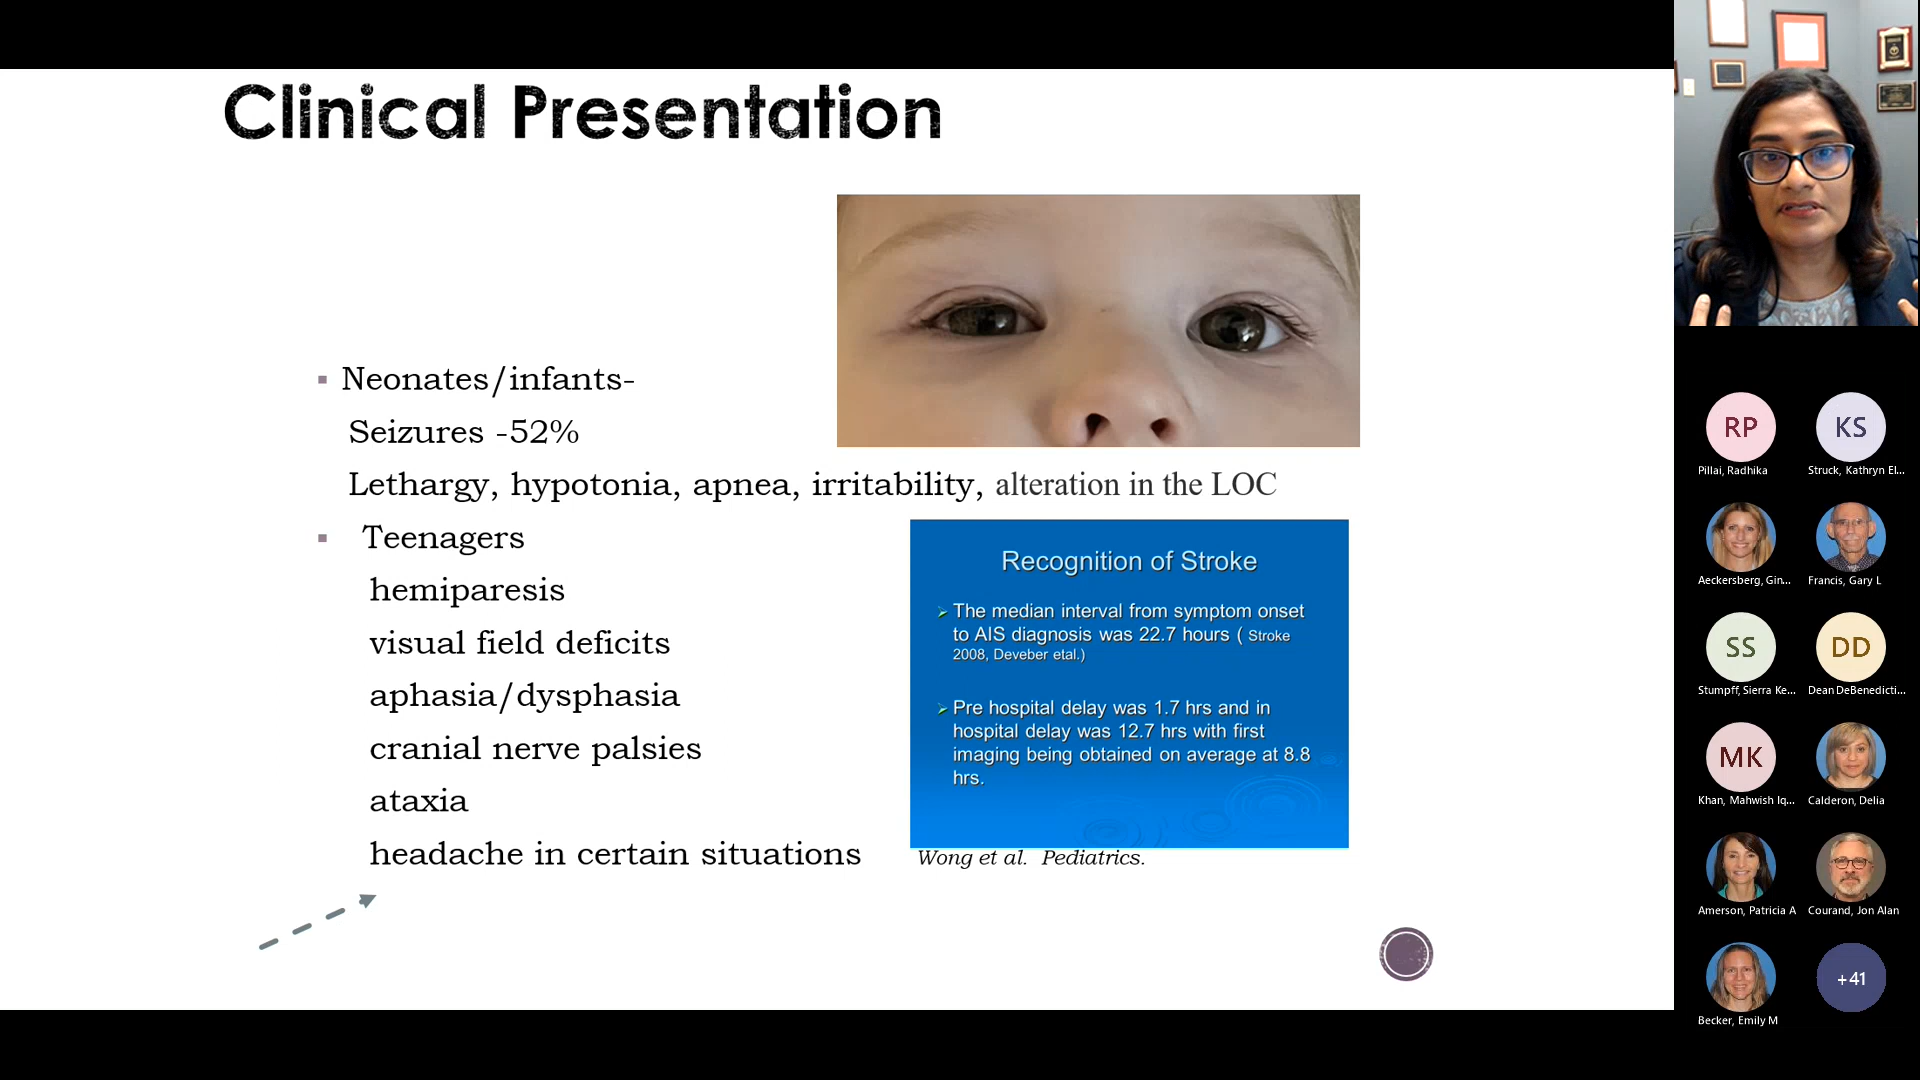 Clinical Presentation
Neonates/infants-
Seizures -52%
Lethargy, hypotonia, apnea, irritability, alteration in the LOC
Teenagers
hemiparesis
visual field deficits
aphasia/dysphasia
cranial nerve palsies
ataxia
headache in certain situations
Recognition of Stroke
The median interval from symptom onset
to AIS diagnosis was 22.7 hours ( Stroke
2008, Deveber etal.)
Pre hospital delay was 1.7 hrs and in
hospital delay was 12.7 hrs with first
imaging being obtained on average at 8.8
hrs.
Wong et al. Pediatrics.
RP
Pillai, Radhika
KS
Struck, Kathryn El...
Aeckersberg, Gin...
Francis, Gary L
SS
Stumpff, Sierra Ke...
DD
Dean DeBenedicti...
MK
Khan, Mahwish Iq...
Calderon, Delia
Amerson, Patricia A
Courand, Jon Alan
Becker, Emily M
+41